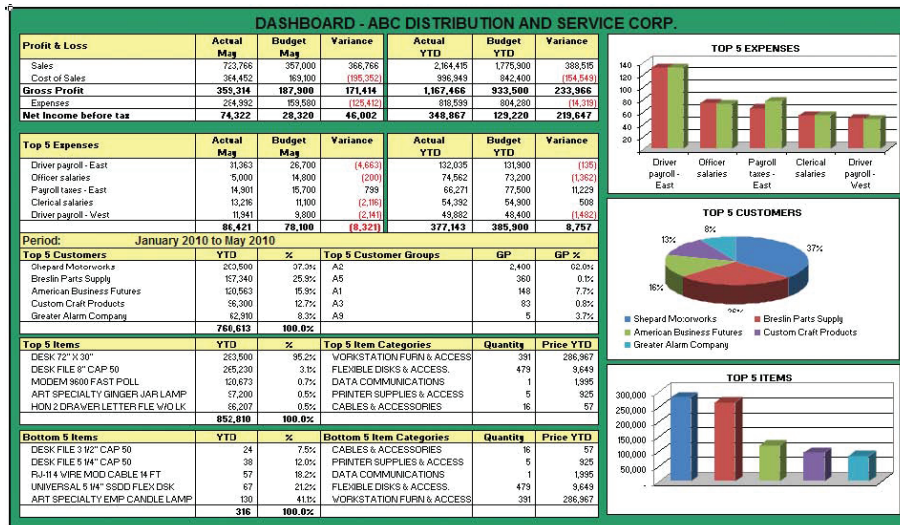 DASHBOARD - ABC DISTRIBUTION AND SERVICE CORP.
Profit & Loss Actual May Budget May Variance Actual YTD Budget YTD Variance
Sales 723,766 357,000 366,766 2,164,415 1,775,900 388,515
Cost of Sales 364,452 169,100 (195,352) 996,949 842,400 (154,549)
Gross Profit 359,314 187,900 171,414 1,167,466 933,500 233,966
Expenses 284,992 159,580 (125,412) 818,599 804,280 (14,319)
Net Income before tax 74,322 28,320 46,002 348,867 129,220 219,647
Top 5 Expenses Actual May Budget May Variance Actual YTD Budget YTD Variance
Driver payroll - East 31,363 26,700 (4,663) 132,035 131,900 (135)
Officer salaries 15,000 14,800 (200) 74,562 73,200 (1,362)
Payroll taxes - East 14,901 15,700 799 66,271 77,500 11,229
Clerical salaries 13,216 11,100 (2,116) 54,392 54,900 508
Driver payroll - West 11,941 9,800 (2,141) 49,882 48,400 (1,482)
86,421 78,100 (8,321) 377,143 385,900 8,757
Period: January 2010 to May 2010
Top 5 Customers YTD % Top 5 Customer Groups GP GP %
Shepard Motorworks 283,500 37.3% A2 2,400 82.0%
Breslin Parts Supply 197,340 25.9% A5 360 0.1%
American Business Futures 120,563 15.9% A1 148 7.7%
Custom Craft Products 96,300 12.7% A3 83 0.8%
Greater Alarm Company 62,910 8.3% A9 5 3.7%
760,613 100.0%
Top 5 Items YTD % Top 5 Item Categories Quantity Price YTD
DESK 72" X 30" 283,500 95.2% WORKSTATION FURN & ACCESS 391 286,967
DESK FILE 8" CAP 50 265,230 3.1% FLEXIBLE DISKS & ACCESS. 479 9,649
MODEM 9600 FAST POLL 120,673 0.7% DATA COMMUNICATIONS 1 1,995
ART SPECIALTY GINGER JAR LAMP 97,200 0.5% PRINTER SUPPLIES & ACCESS 5 925
HON 2 DRAVER LETTER FLE W/O LK 86,207 0.5% CABLES & ACCESSORIES 16 57
852,810 100.0%
Bottom 5 Items YTD % Bottom 5 Item Categories Quantity Price YTD
DESK FILE 3 1/2" CAP 50 24 7.5% CABLES & ACCESSORIES 16 57
DESK FILE 5 1/4" CAP 50 38 12.0% PRINTER SUPPLIES & ACCESS 5 925
RJ-114 WIRE MOD CABLE 14 FT 57 18.2% DATA COMMUNICATIONS 1 1,995
UNIVERSAL 5 1/4" SSDD FLEX DSK 67 21.2% FLEXIBLE DISKS & ACCESS. 479 9,649
ART SPECIALTY EMP CANDLE LAMP 130 41.1% WORKSTATION FURN & ACCESS 391 286,967
316 100.0%
TOP 5 EXPENSES
140
120
100
80
60
40
20
Driver payroll - East
Officer salaries
Payroll taxes - East
Clerical salaries
Driver payroll - West
TOP 5 CUSTOMERS
8%
13%
37%
16%
Shepard Motorworks
Breslin Parts Supply
American Business Futures
Custom Craft Products
Greater Alarm Company
TOP 5 ITEMS
300,000
250,000
200,000
150,000
100,000
50,000
-